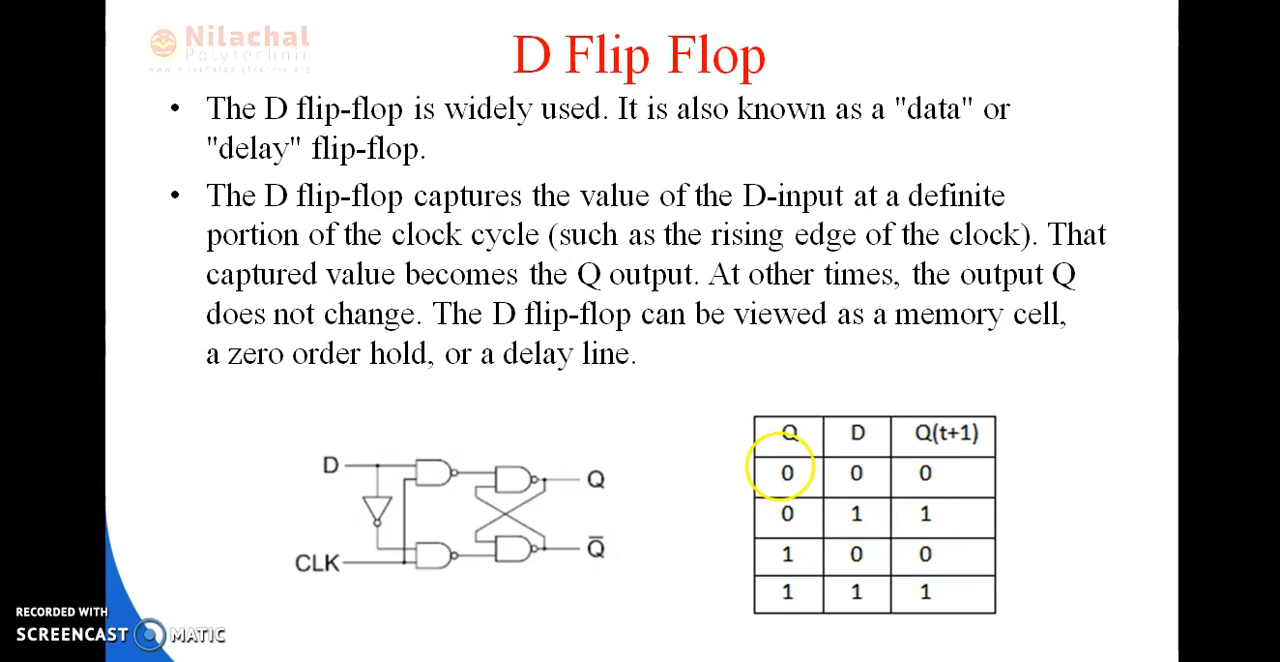 Nilachal
Polytechnic
D Flip Flop
• The D flip-flop is widely used. It is also known as a "data" or
"delay" flip-flop.
• The D flip-flop captures the value of the D-input at a definite
portion of the clock cycle (such as the rising edge of the clock). That
captured value becomes the Q output. At other times, the output Q
does not change. The D flip-flop can be viewed as a memory cell,
a zero order hold, or a delay line.
D
Q
CLK
Q̅
Q D Q(t+1)
0 0 0
0 1 1
1 0 0
1 1 1
RECORDED WITH
SCREENCAST MATIC